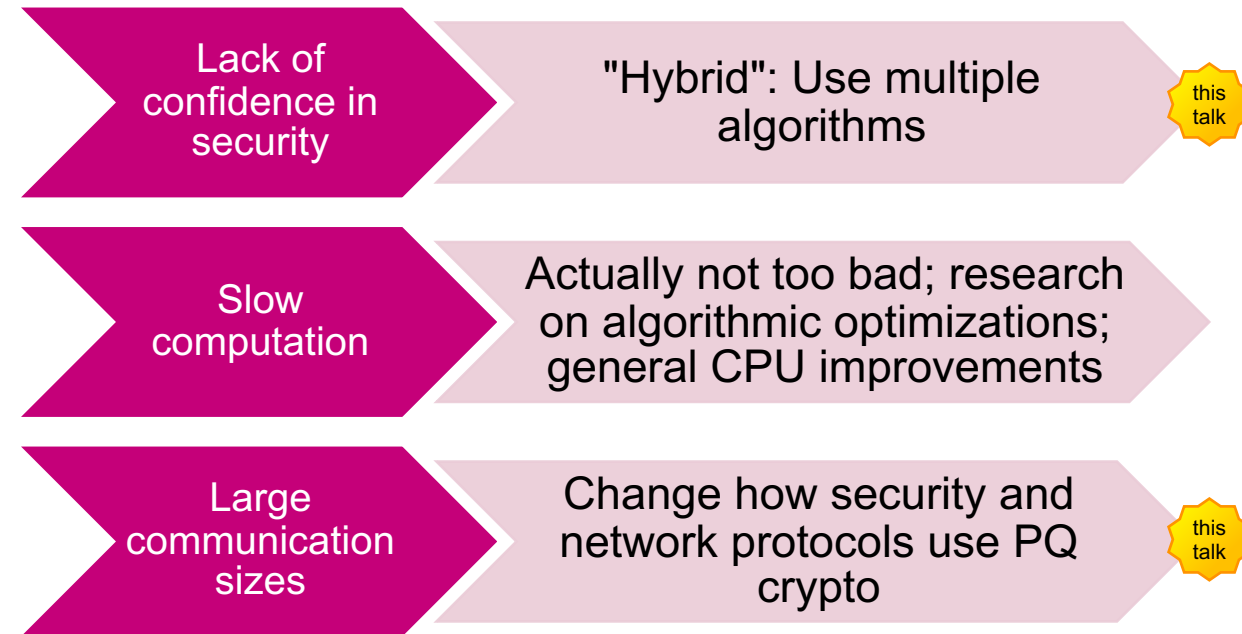 Lack of
confidence in
security
"Hybrid": Use multiple
algorithms
this
talk
Slow
computation
Actually not too bad; research
on algorithmic optimizations;
general CPU improvements
Large
communication
sizes
Change how security and
network protocols use PQ
crypto
this
talk